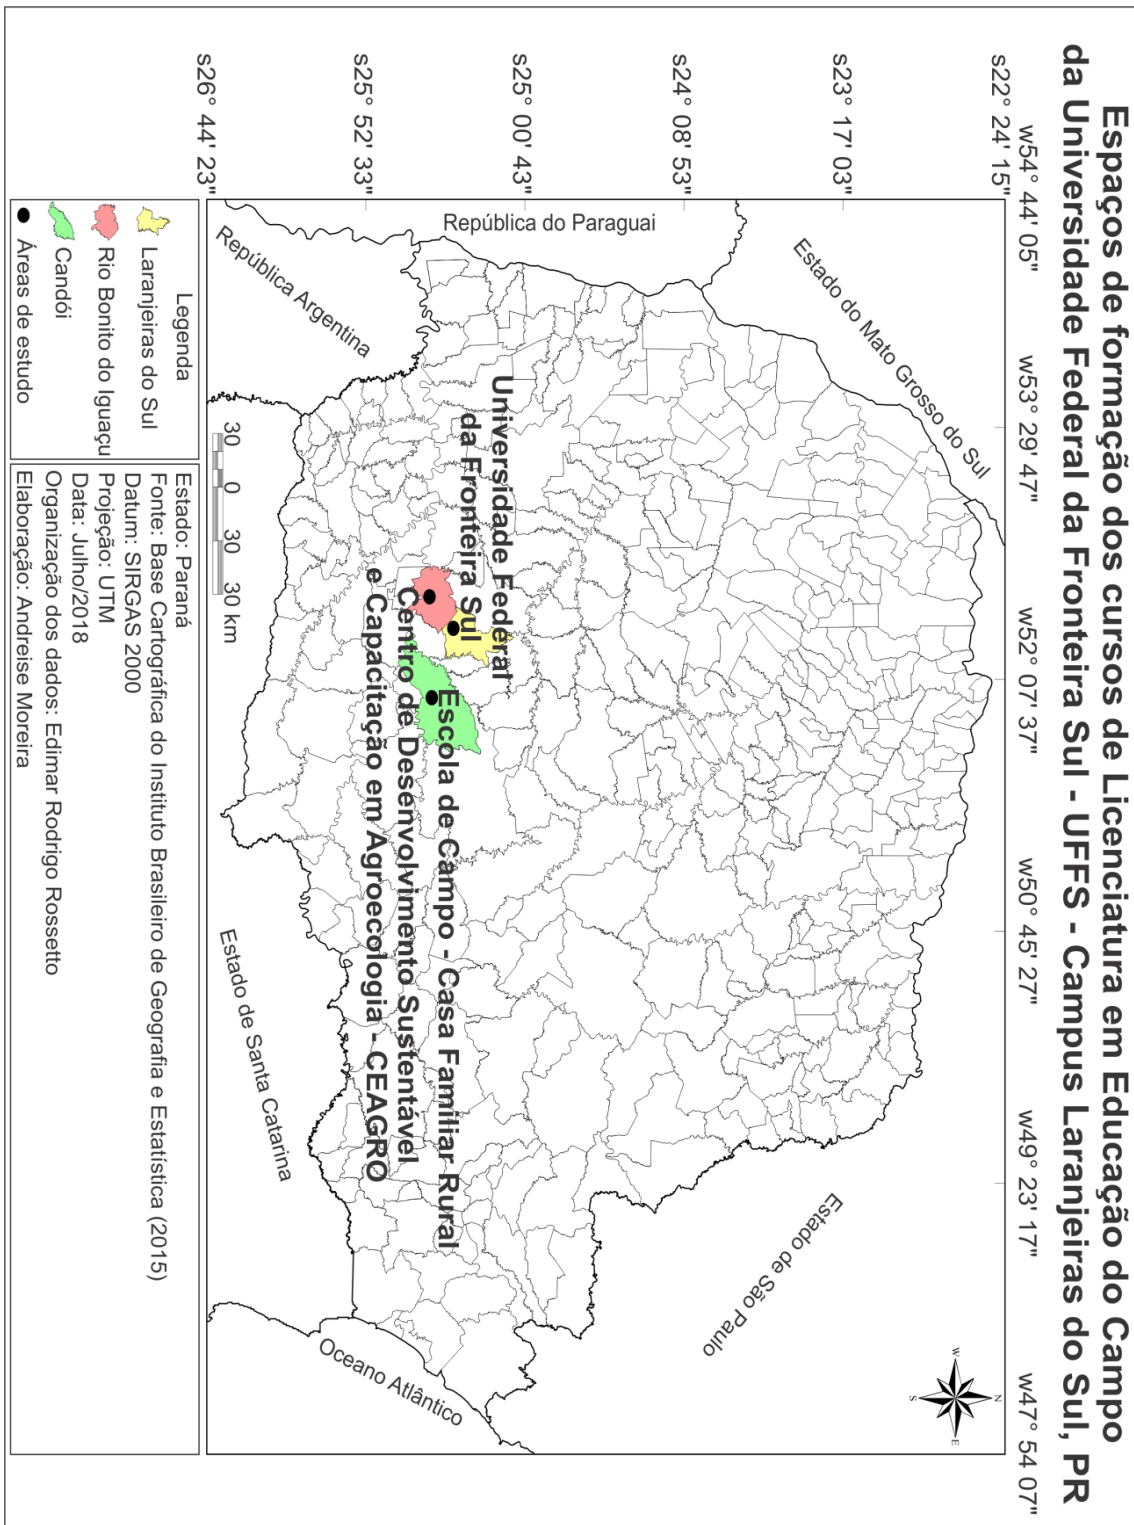 Espaços de formação dos cursos de Licenciatura em Educação do Campo
da Universidade Federal da Fronteira Sul - UFFS - Campus Laranjeiras do Sul, PR
w54° 44' 05"
w53° 29' 47"
w52° 07' 37"
w50° 45' 27"
w49° 23' 17"
w47° 54 07"
s22° 24' 15"
s23° 17' 03"
s24° 08' 53"
s25° 00' 43"
s25° 52' 33"
s26° 44' 23"
Estado do Mato Grosso do Sul
Estado de São Paulo
N
W
E
S
República do Paraguai
Universidade Federal
da Fronteira Sul
Escola de Campo - Casa Familiar Rural
Centro de Desenvolvimento Sustentável
e Capacitação em Agroecologia - CEAGRO
República Argentina
Estado de Santa Catarina
Oceano Atlântico
30 0 30 30 km
Legenda
Laranjeiras do Sul
Rio Bonito do Iguaçu
Candói
Áreas de estudo
Estado: Paraná
Fonte: Base Cartográfica do Instituto Brasileiro de Geografia e Estatística (2015)
Datum: SIRGAS 2000
Projeção: UTM
Data: Julho/2018
Organização dos dados: Edimar Rodrigo Rossetto
Elaboração: Andreise Moreira